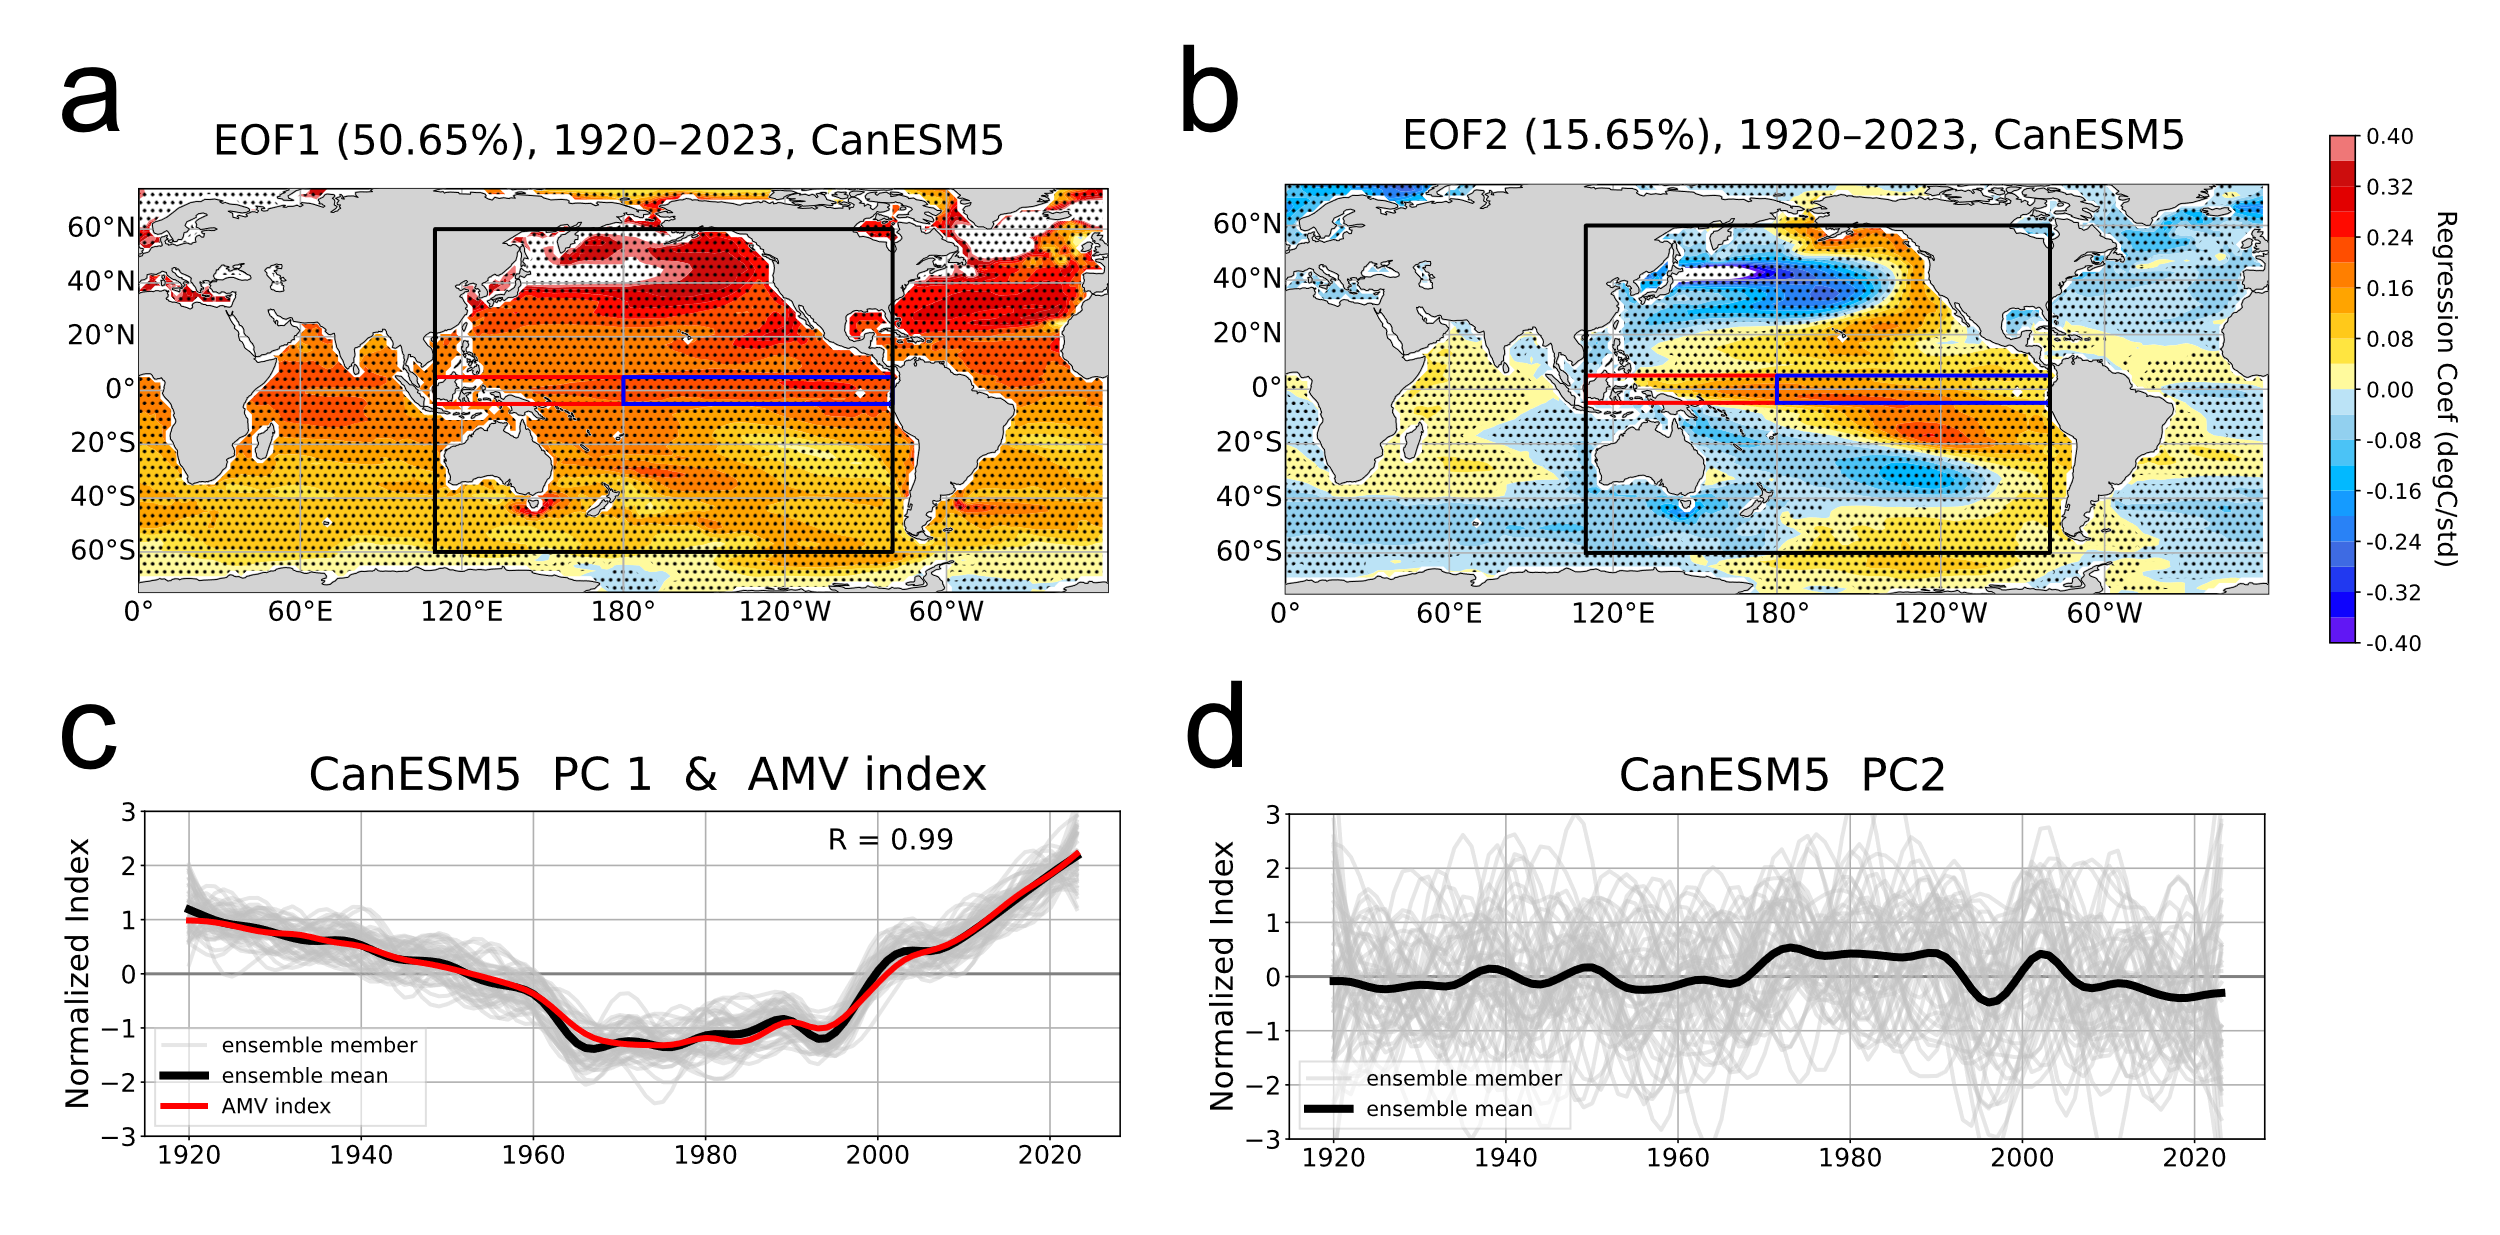 a
EOF1 (50.65%), 1920–2023, CanESM5
60°N
40°N
20°N
0°
20°S
40°S
60°S
0°
60°E
120°E
180°
120°W
60°W
b
EOF2 (15.65%), 1920–2023, CanESM5
60°N
40°N
20°N
0°
20°S
40°S
60°S
0°
60°E
120°E
180°
120°W
60°W
0.40
0.32
0.24
0.16
0.08
0.00
-0.08
-0.16
-0.24
-0.32
-0.40
Regression Coef (degC/std)
c
CanESM5 PC 1 & AMV index
R = 0.99
Normalized Index
3
2
1
0
−1
−2
−3
ensemble member
ensemble mean
AMV index
1920
1940
1960
1980
2000
2020
d
CanESM5 PC2
Normalized Index
3
2
1
0
−1
−2
−3
ensemble member
ensemble mean
1920
1940
1960
1980
2000
2020